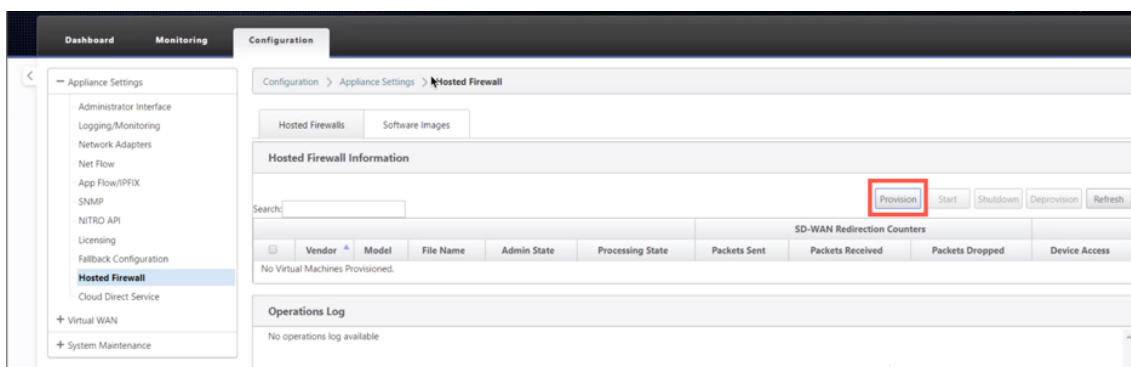 Dashboard Monitoring Configuration
Configuration > Appliance Settings > Hosted Firewall
Appliance Settings
Administrator Interface
Logging/Monitoring
Network Adapters
Net Flow
App Flow/IPFIX
SNMP
NITRO API
Licensing
Fallback Configuration
Hosted Firewall
Cloud Direct Service
Virtual WAN
System Maintenance
Hosted Firewalls Software Images
Hosted Firewall Information
Provision Start Shutdown Deprovision Refresh
Search:
SD-WAN Redirection Counters
Vendor Model File Name Admin State Processing State Packets Sent Packets Received Packets Dropped Device Access
No Virtual Machines Provisioned.
Operations Log
No operations log available